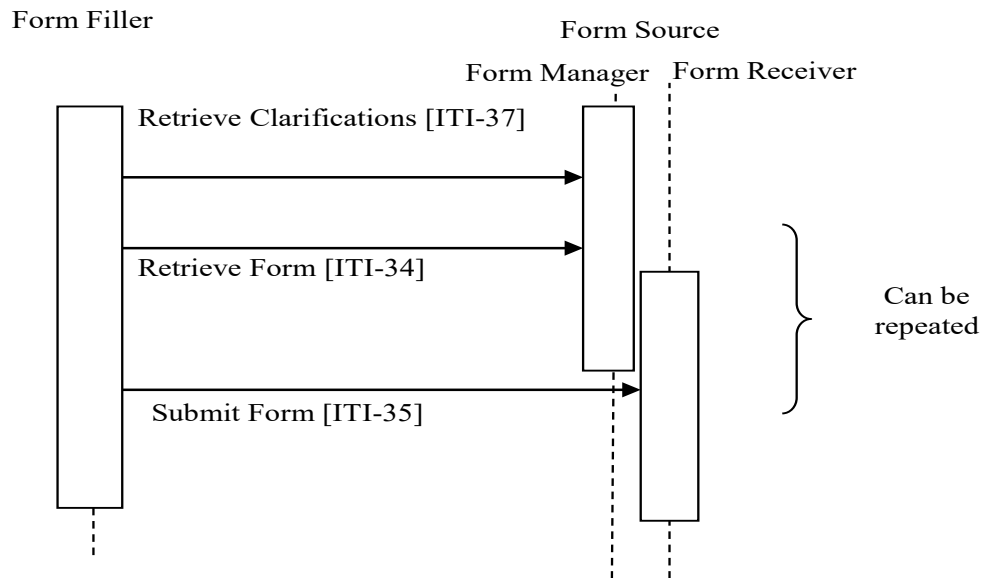 Form Filler
Form Source
Form Manager
Form Receiver
Retrieve Clarifications [ITI-37]
Retrieve Form [ITI-34]
Can be
repeated
Submit Form [ITI-35]